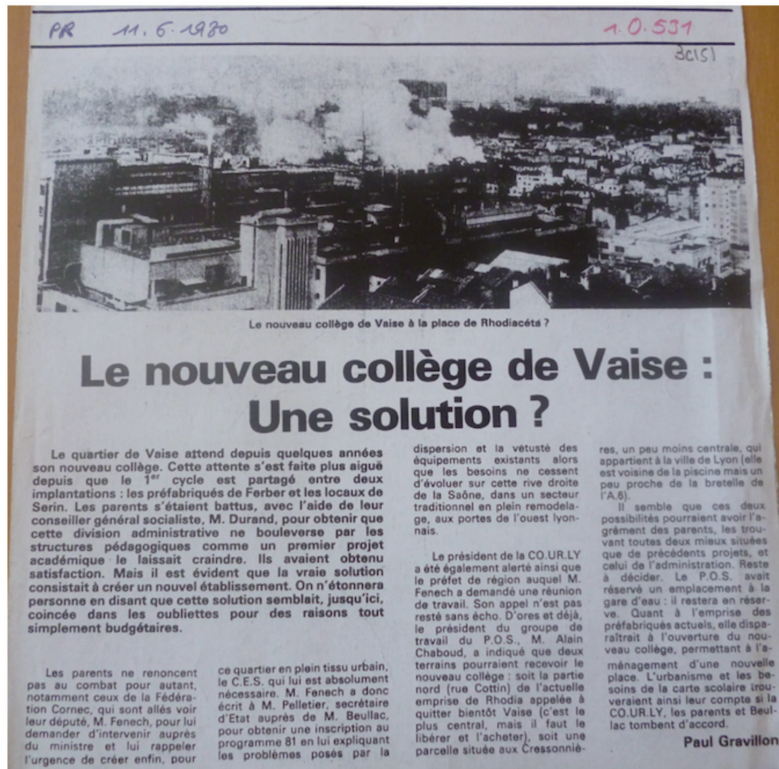 PR 11.6.1980
1.0.531
3c(5)
Le nouveau collège de Vaise à la place de Rhodiacéta ?
Le nouveau collège de Vaise :
Une solution ?
Le quartier de Vaise attend depuis quelques années
son nouveau collège. Cette attente s'est faite plus aiguë
depuis que le 1er cycle est partagé entre deux
implantations : les préfabriqués de Ferber et les locaux de
Serin. Les parents s'étaient battus, avec l'aide de leur
conseiller général socialiste, M. Durand, pour obtenir que
cette division administrative ne bouleverse par les
structures pédagogiques comme un premier projet
académique le laissait craindre. Ils avaient obtenu
satisfaction. Mais il est évident que la vraie solution
consistait à créer un nouvel établissement. On n'étonnera
personne en disant que cette solution semblait, jusqu'ici,
coincée dans les oubliettes pour des raisons tout
simplement budgétaires.
Les parents ne renoncent
pas au combat pour autant,
notamment ceux de la Fédéra-
tion Cornec, qui sont allés voir
leur député, M. Fenech, pour lui
demander d'intervenir auprès
du ministre et lui rappeler
l'urgence de créer enfin, pour
ce quartier en plein tissu urbain,
le C.E.S. qui lui est absolument
nécessaire. M. Fenech a donc
écrit à M. Pelletier, secrétaire
d'Etat auprès de M. Beullac,
pour obtenir une inscription au
programme 81 en lui expliquant
les problèmes posés par la
dispersion et la vétusté des
équipements existants alors
que les besoins ne cessent
d'évoluer sur cette rive droite
de la Saône, dans un secteur
traditionnel en plein remodela-
ge, aux portes de l'ouest lyon-
nais.
Le président de la CO.UR.LY
a été également alerté ainsi que
le préfet de région auquel M.
Fenech a demandé une réunion
de travail. Son appel n'est pas
resté sans écho. D'ores et déjà,
le président du groupe de
travail du P.O.S., M. Alain
Chaboud, a indiqué que deux
terrains pourraient recevoir le
nouveau collège : soit la partie
nord (rue Cottin) de l'actuelle
emprise de Rhodia appelée à
quitter bientôt Vaise (c'est le
plus central, mais il faut le
libérer et l'acheter), soit une
parcelle située aux Cressonniè-
res, un peu moins centrale, qui
appartient à la ville de Lyon (elle
est voisine de la piscine mais un
peu proche de la bretelle de
l'A.6).
Il semble que ces deux
possibilités pourraient avoir l'a-
grément des parents, les trou-
vant toutes deux mieux situées
que de précédents projets, et
celui de l'administration. Reste
à décider. Le P.O.S. avait
réservé un emplacement à la
gare d'eau : il restera en réser-
ve. Quant à l'emprise des
préfabriqués actuels, elle dispa-
raîtrait à l'ouverture du nou-
veau collège, permettant à l'a-
ménagement d'une nouvelle
place. L'urbanisme et les be-
soins de la carte scolaire trou-
veraient ainsi leur compte si la
CO.UR.LY, les parents et Beul-
lac tombent d'accord.
Paul Gravillon